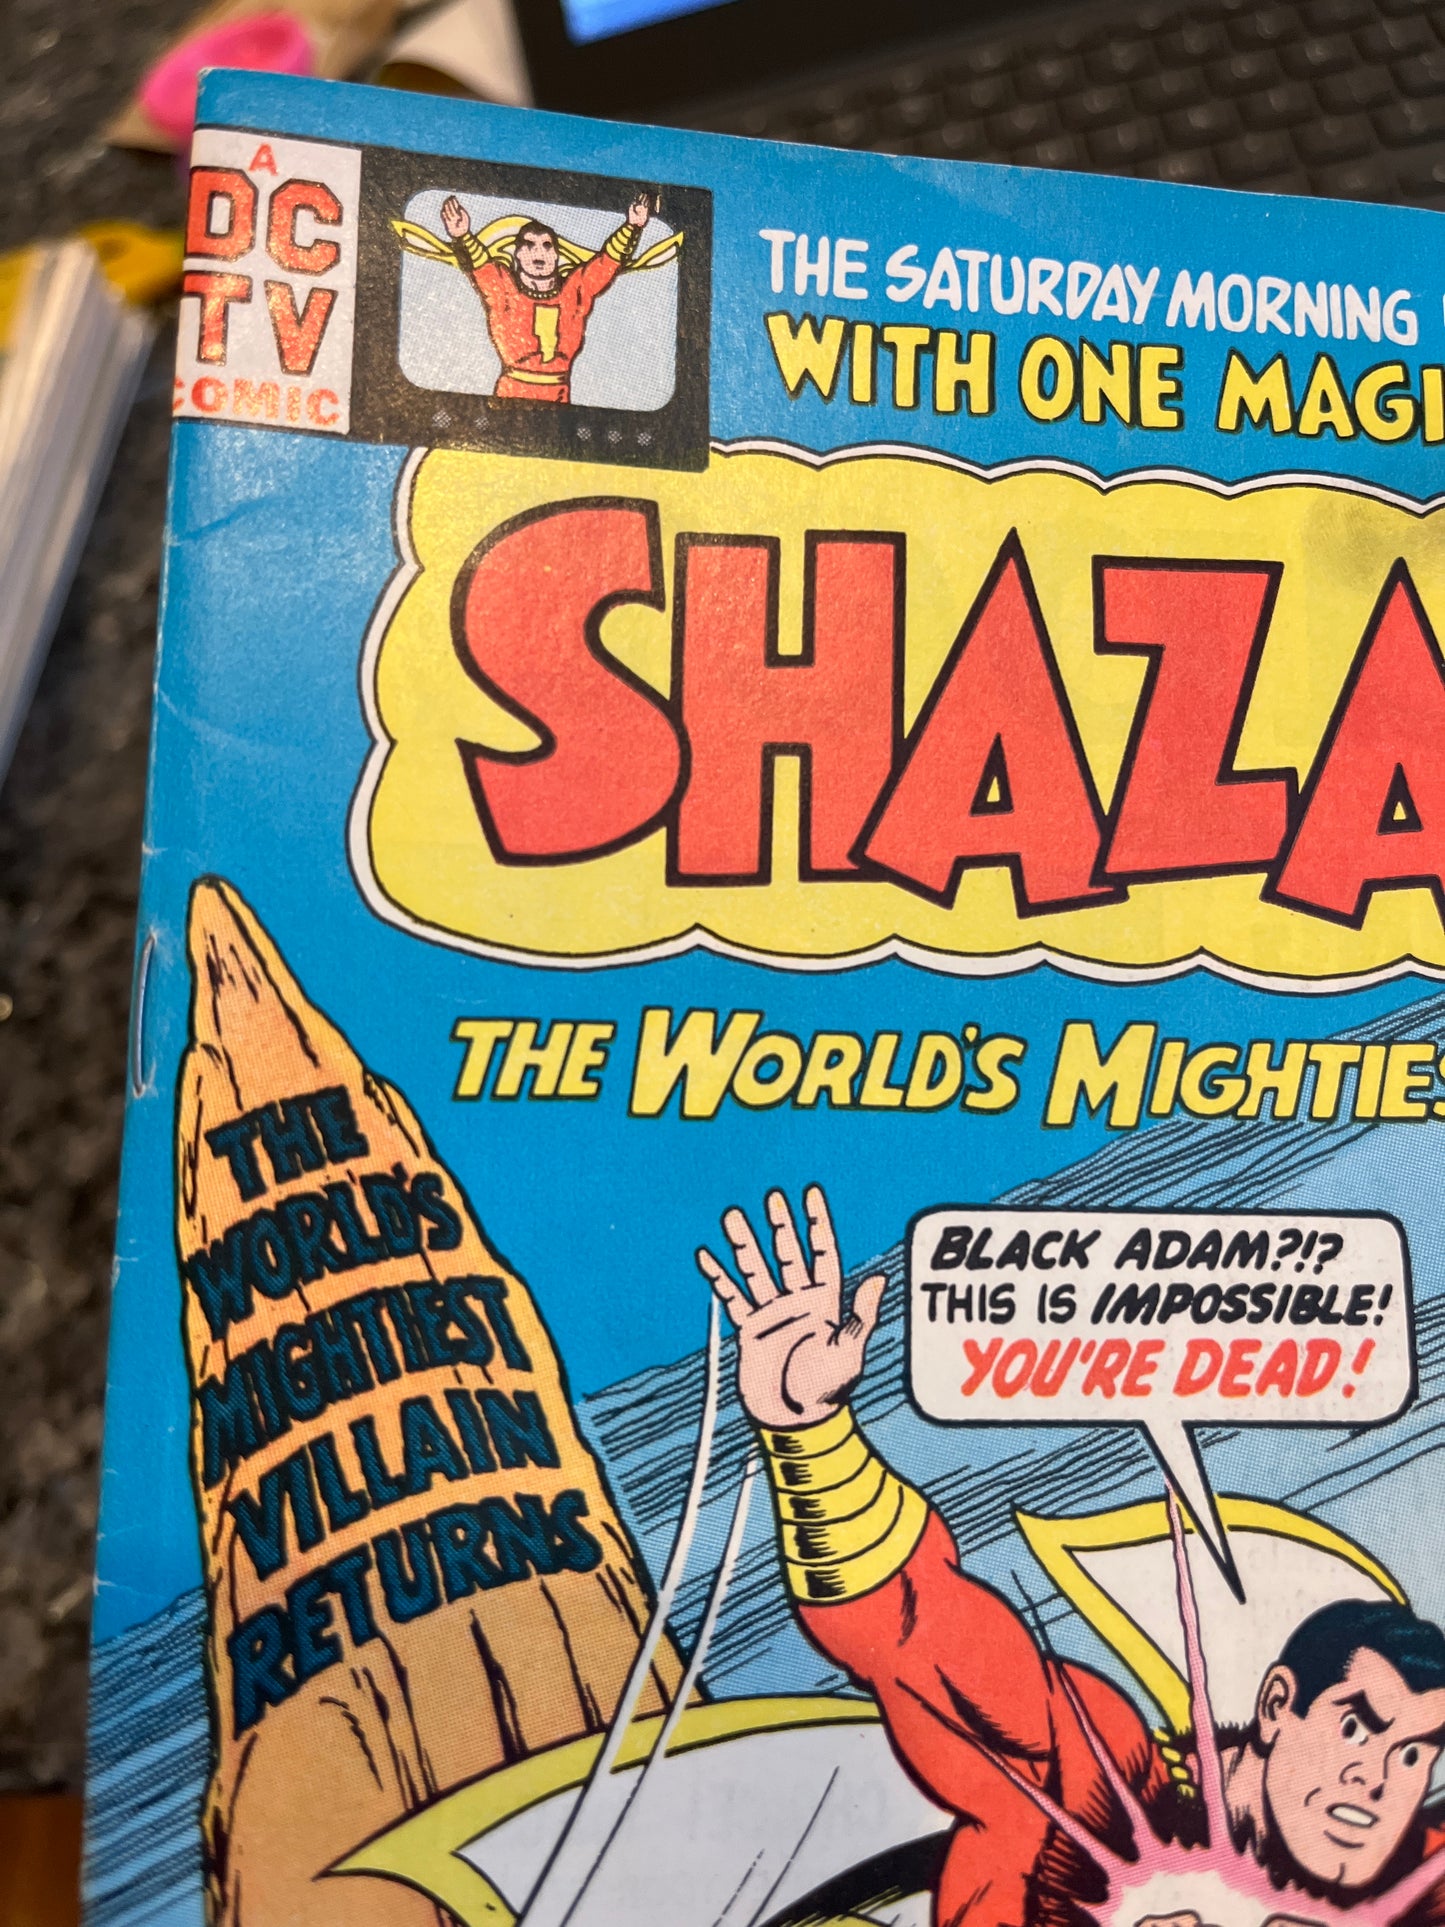 A
DC
TV
COMIC
THE SATURDAY MORNING
WITH ONE MAGI
SHAZA
THE WORLD'S MIGHTIES
THE
WORLD'S
MIGHTIEST
VILLAIN
RETURNS
BLACK ADAM?!?
THIS IS IMPOSSIBLE!
YOU'RE DEAD!